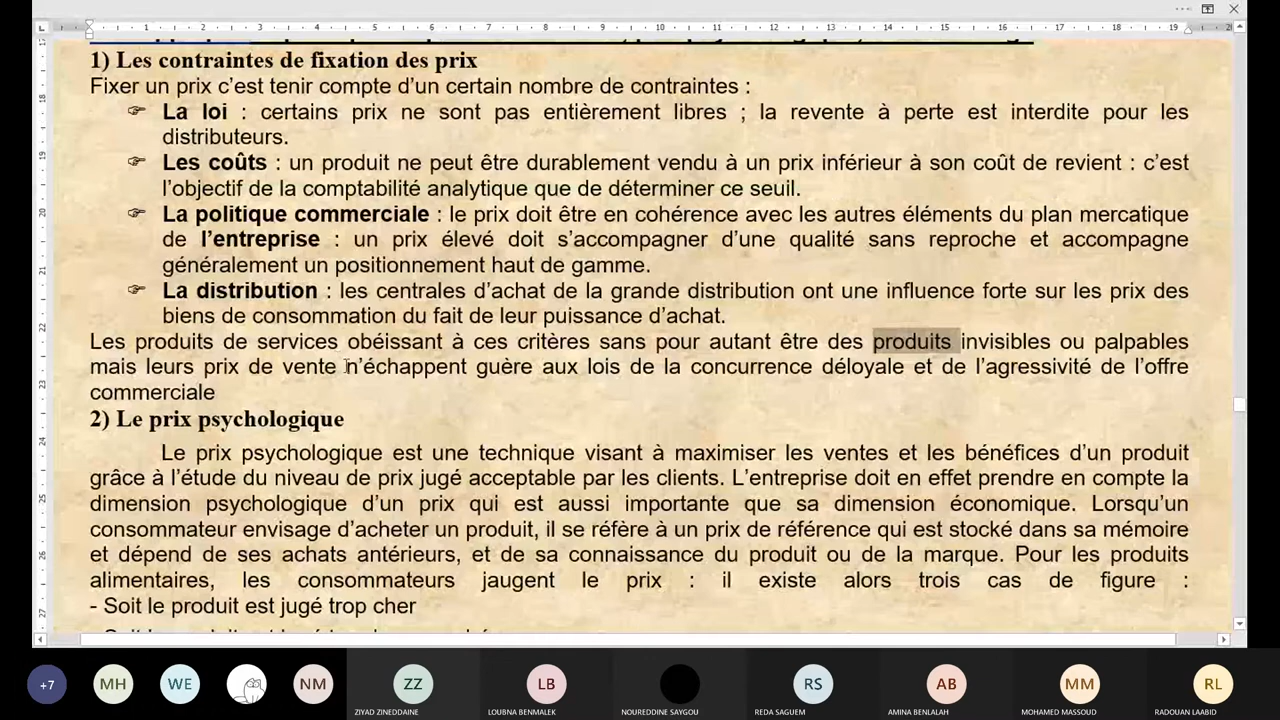 1) Les contraintes de fixation des prix
Fixer un prix c’est tenir compte d’un certain nombre de contraintes :
☞ La loi : certains prix ne sont pas entièrement libres ; la revente à perte est interdite pour les
distributeurs.
☞ Les coûts : un produit ne peut être durablement vendu à un prix inférieur à son coût de revient : c’est
l’objectif de la comptabilité analytique que de déterminer ce seuil.
☞ La politique commerciale : le prix doit être en cohérence avec les autres éléments du plan mercatique
de l’entreprise : un prix élevé doit s’accompagner d’une qualité sans reproche et accompagne
généralement un positionnement haut de gamme.
☞ La distribution : les centrales d’achat de la grande distribution ont une influence forte sur les prix des
biens de consommation du fait de leur puissance d’achat.
Les produits de services obéissant à ces critères sans pour autant être des produits invisibles ou palpables
mais leurs prix de vente n’échappent guère aux lois de la concurrence déloyale et de l’agressivité de l’offre
commerciale
2) Le prix psychologique
Le prix psychologique est une technique visant à maximiser les ventes et les bénéfices d’un produit
grâce à l’étude du niveau de prix jugé acceptable par les clients. L’entreprise doit en effet prendre en compte la
dimension psychologique d’un prix qui est aussi importante que sa dimension économique. Lorsqu’un
consommateur envisage d’acheter un produit, il se réfère à un prix de référence qui est stocké dans sa mémoire
et dépend de ses achats antérieurs, et de sa connaissance du produit ou de la marque. Pour les produits
alimentaires, les consommateurs jaugent le prix : il existe alors trois cas de figure :
- Soit le produit est jugé trop cher
+7 MH WE NM ZZ LB RS AB MM RL
ZIYAD ZINEDDAINE LOUBNA BENMALEK NOUREDDINE SAYGOU REDA SAGUEM AMINA BENLALAH MOHAMED MASSOUD RADOUAN LAABID